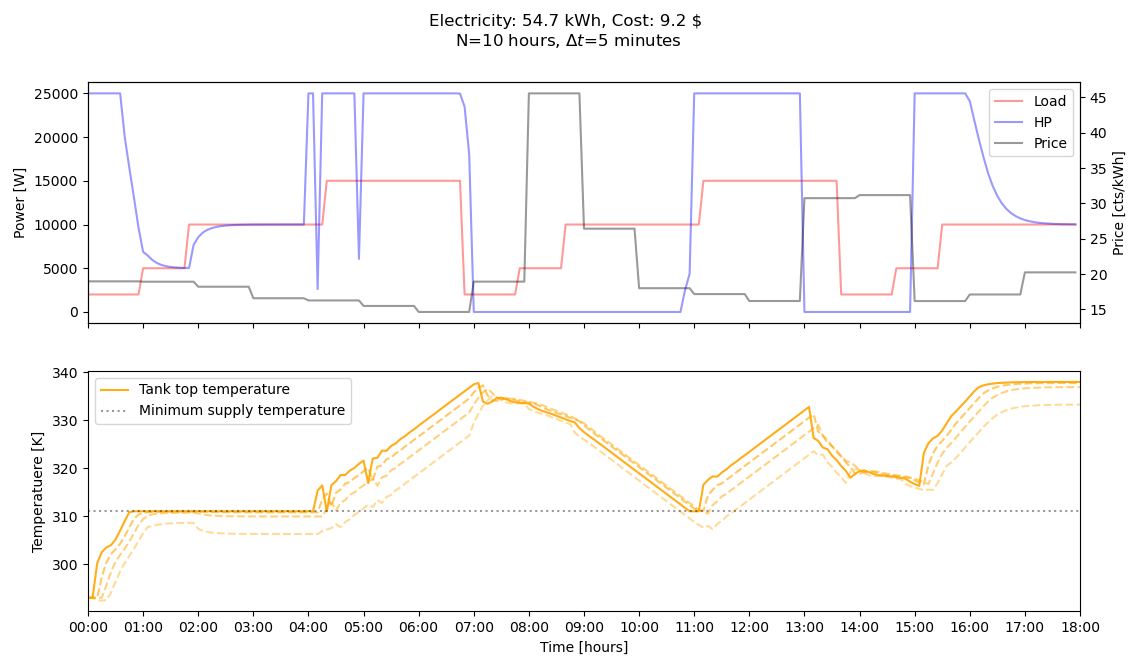 Electricity: 54.7 kWh, Cost: 9.2 $
N=10 hours, Δt=5 minutes
25000
20000
15000
10000
5000
0
Power [W]
Load
HP
Price
45
40
35
30
25
20
15
Price [cts/kWh]
340
330
320
310
300
Temperatuere [K]
Tank top temperature
Minimum supply temperature
00:00 01:00 02:00 03:00 04:00 05:00 06:00 07:00 08:00 09:00 10:00 11:00 12:00 13:00 14:00 15:00 16:00 17:00 18:00
Time [hours]